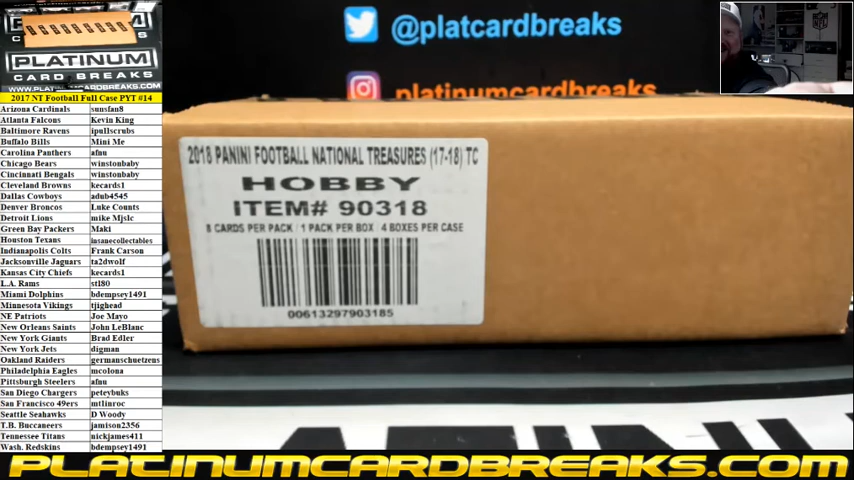 PLATINUM
CARD BREAKS
WWW.PLATINUMCARDBREAKS.COM
2017 NT Football Full Case PYT #14
Arizona Cardinals sunsfan8
Atlanta Falcons Kevin King
Baltimore Ravens ipullscrubs
Buffalo Bills Mini Me
Carolina Panthers afnu
Chicago Bears winstonbaby
Cincinnati Bengals winstonbaby
Cleveland Browns kecards1
Dallas Cowboys adub4545
Denver Broncos Luke Counts
Detroit Lions mike Mjslc
Green Bay Packers Maki
Houston Texans insanecollectables
Indianapolis Colts Frank Carson
Jacksonville Jaguars ta2dwolf
Kansas City Chiefs kecards1
L.A. Rams stl80
Miami Dolphins bdempsey1491
Minnesota Vikings tjighead
NE Patriots Joe Mayo
New Orleans Saints John LeBlanc
New York Giants Brad Edler
New York Jets digman
Oakland Raiders germanschuetzens
Philadelphia Eagles mcolona
Pittsburgh Steelers afnu
San Diego Chargers peteybuks
San Francisco 49ers mtlinroc
Seattle Seahawks D Woody
T.B. Buccaneers jamison2356
Tennessee Titans nickjames411
Wash. Redskins bdempsey1491
@platcardbreaks
platinumcardbreaks
NFL
2018 PANINI FOOTBALL NATIONAL TREASURES (17-18) TC
HOBBY
ITEM# 90318
8 CARDS PER PACK / 1 PACK PER BOX 4 BOXES PER CASE
00613297903185
PLATINUMCARDBREAKS.COM